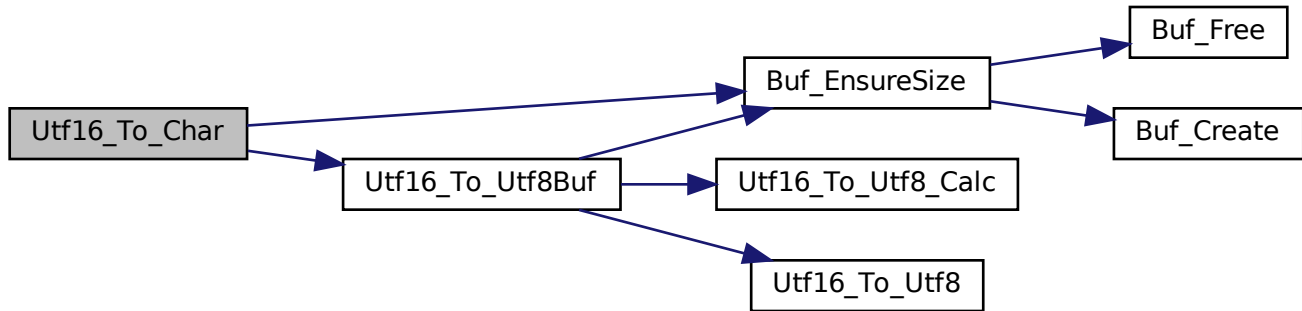 Utf16_To_Char
Utf16_To_Utf8Buf
Buf_EnsureSize
Utf16_To_Utf8_Calc
Utf16_To_Utf8
Buf_Free
Buf_Create